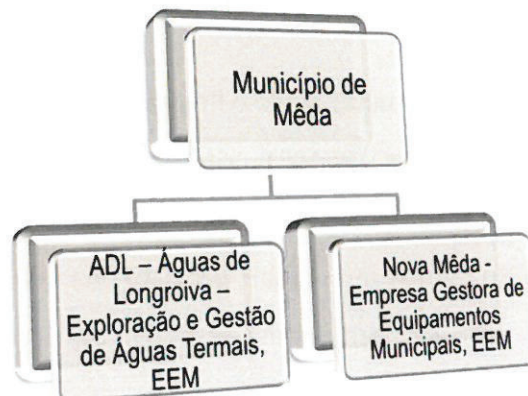 Município de
Mêda
ADL – Águas de
Longroiva –
Exploração e Gestão
de Águas Termais,
EEM
Nova Mêda -
Empresa Gestora de
Equipamentos
Municipais, EEM